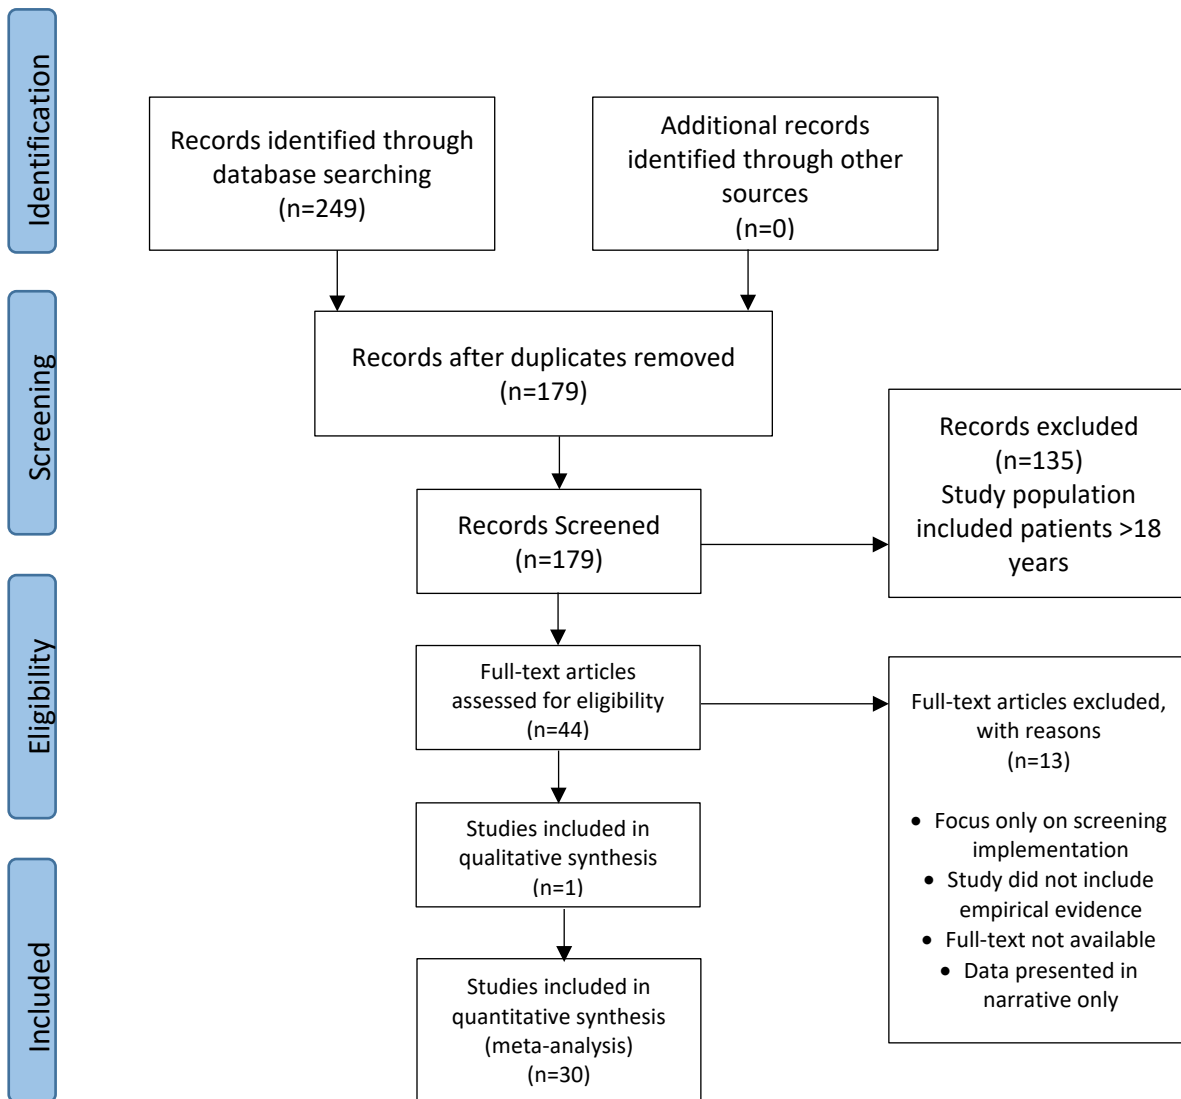 Identification
Records identified through
database searching
(n=249)
Additional records
identified through other
sources
(n=0)
Screening
Records after duplicates removed
(n=179)
Records Screened
(n=179)
Records excluded
(n=135)
Study population
included patients >18
years
Eligibility
Full-text articles
assessed for eligibility
(n=44)
Full-text articles excluded,
with reasons
(n=13)
• Focus only on screening
implementation
• Study did not include
empirical evidence
• Full-text not available
• Data presented in
narrative only
Studies included in
qualitative synthesis
(n=1)
Included
Studies included in
quantitative synthesis
(meta-analysis)
(n=30)